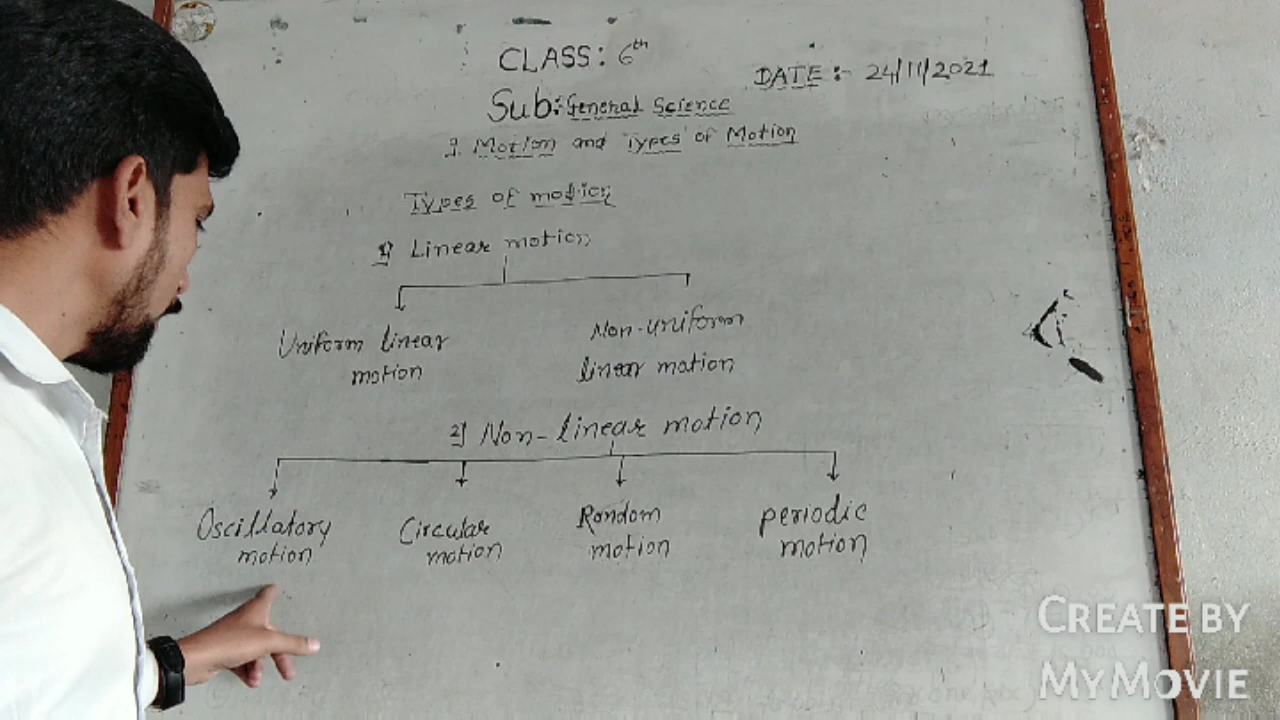 CLASS: 6th
DATE :- 24/11/2021
Sub: General Science
Motion and Types of Motion
Types of motion
1) Linear motion
Uniform linear
motion
Non-uniform
linear motion
2) Non-linear motion
Oscillatory
motion
Circular
motion
Random
motion
periodic
motion
CREATE BY
MYMOVIE